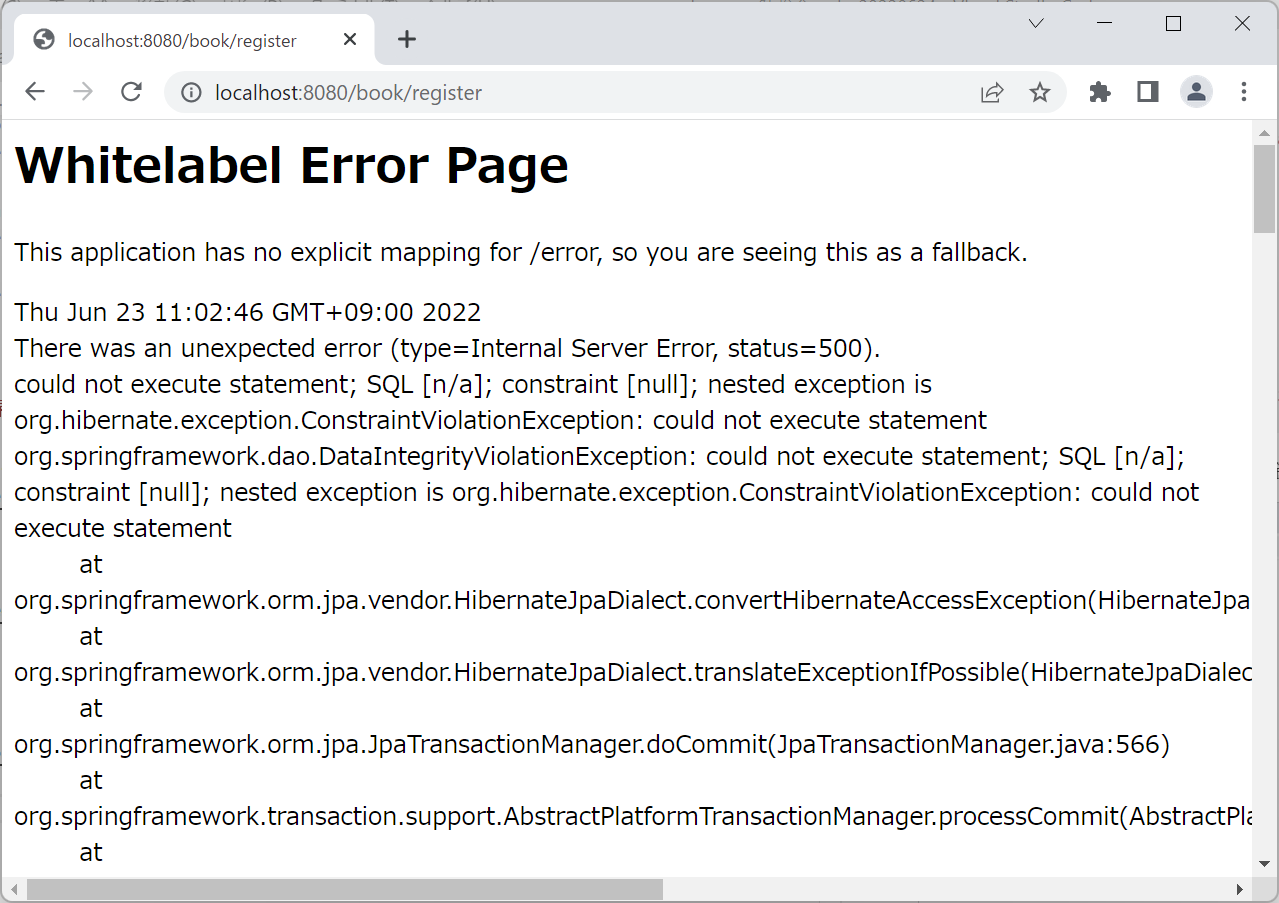 localhost:8080/book/register
localhost:8080/book/register
Whitelabel Error Page
This application has no explicit mapping for /error, so you are seeing this as a fallback.
Thu Jun 23 11:02:46 GMT+09:00 2022
There was an unexpected error (type=Internal Server Error, status=500).
could not execute statement; SQL [n/a]; constraint [null]; nested exception is
org.hibernate.exception.ConstraintViolationException: could not execute statement
org.springframework.dao.DataIntegrityViolationException: could not execute statement; SQL [n/a];
constraint [null]; nested exception is org.hibernate.exception.ConstraintViolationException: could not
execute statement
at
org.springframework.orm.jpa.vendor.HibernateJpaDialect.convertHibernateAccessException(HibernateJpa
at
org.springframework.orm.jpa.vendor.HibernateJpaDialect.translateExceptionIfPossible(HibernateJpaDialec
at
org.springframework.orm.jpa.JpaTransactionManager.doCommit(JpaTransactionManager.java:566)
at
org.springframework.transaction.support.AbstractPlatformTransactionManager.processCommit(AbstractPla
at